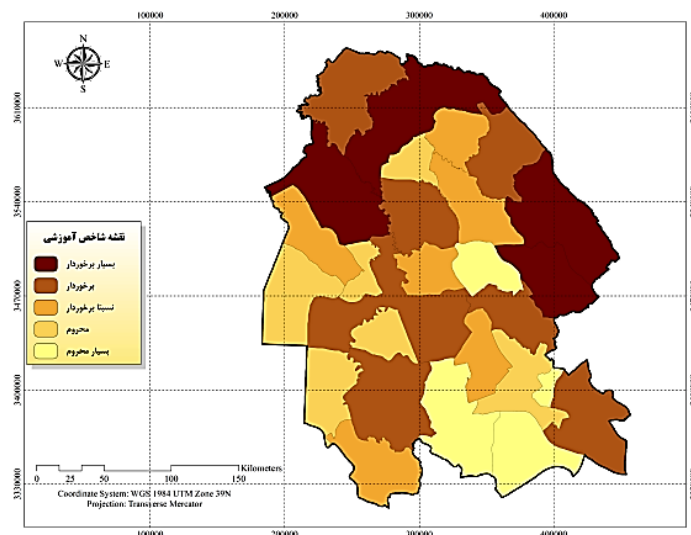 100000 200000 300000 400000
N
W E
S
3610000
3540000
3470000
3400000
3330000
نقشه شاخص آموزشی
بسیار برخوردار
برخوردار
نسبتا برخوردار
محروم
بسیار محروم
0 25 50 100 150 Kilometers
Coordinate System: WGS 1984 UTM Zone 39N
Projection: Transverse Mercator
100000 200000 300000 400000